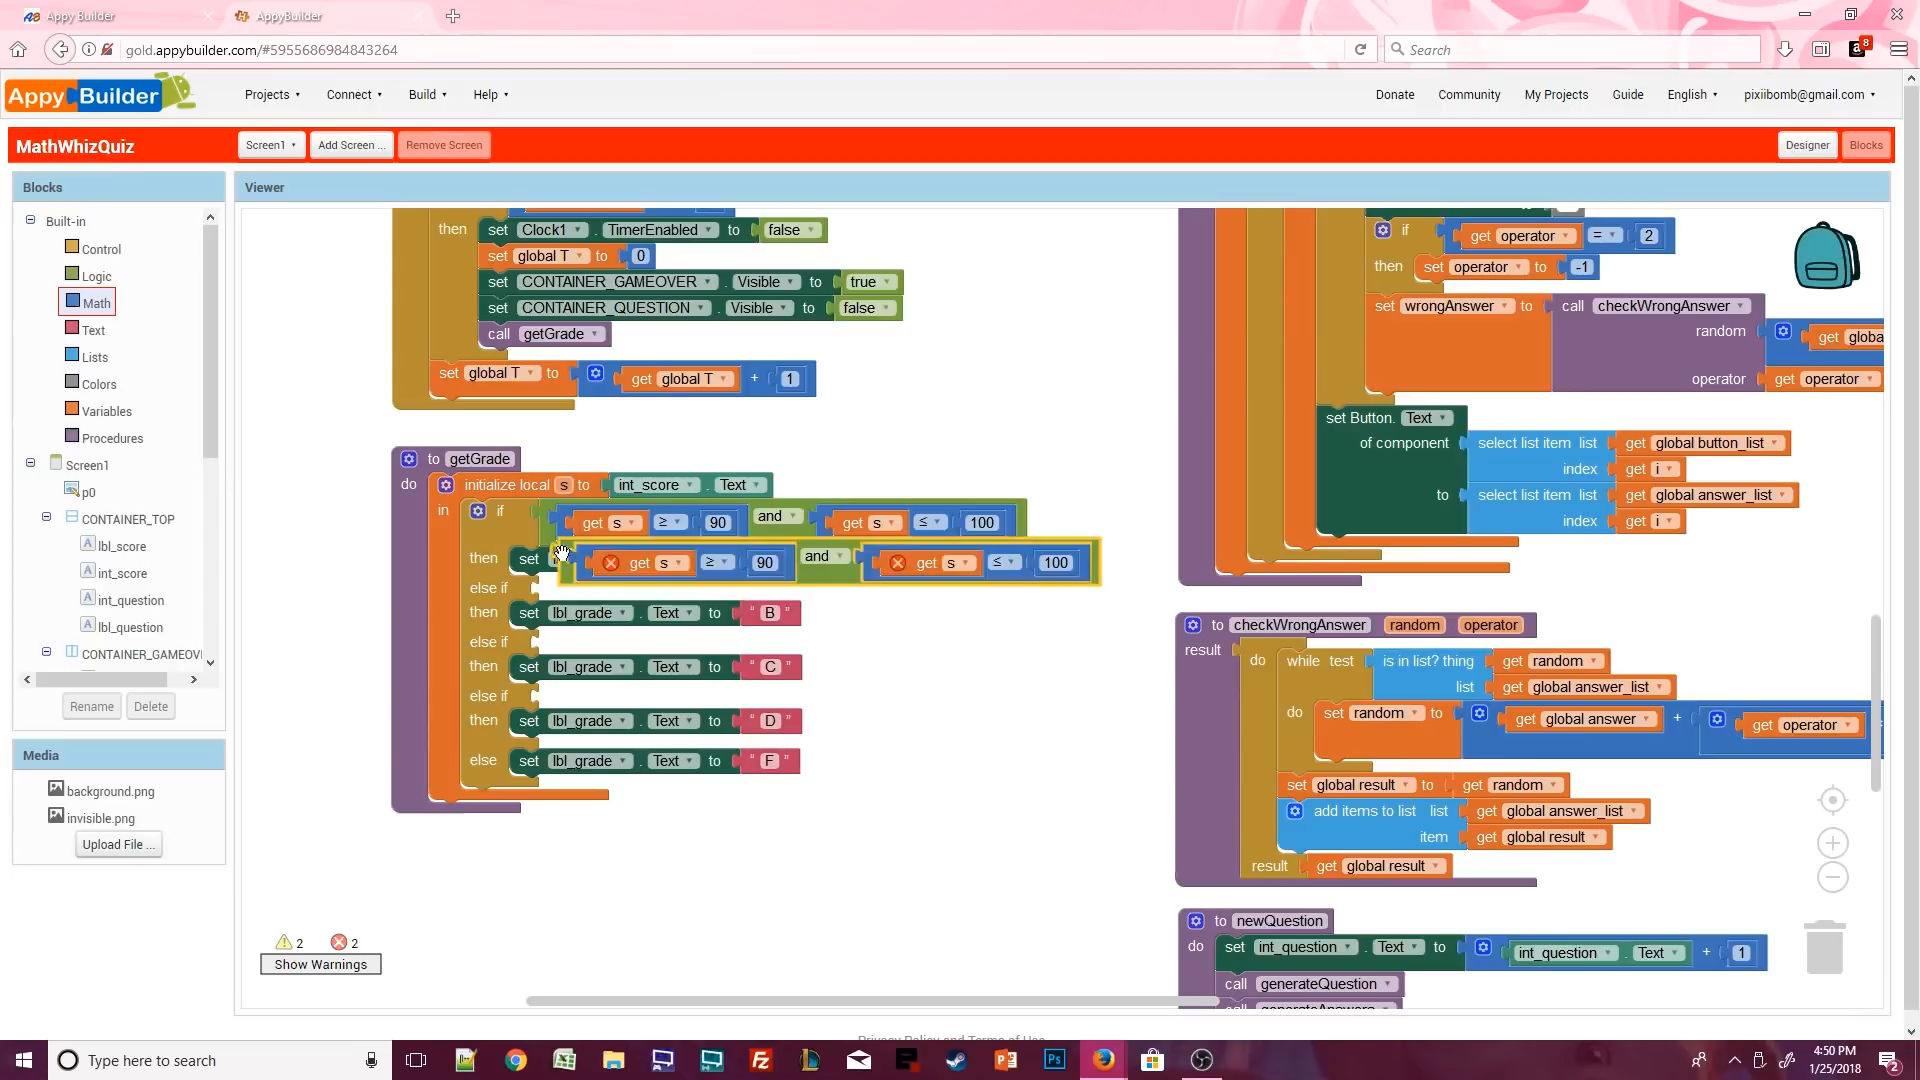 Appy Builder
AppyBuilder
gold.appybuilder.com/#5955686984843264
Search
8
Appy Builder
Projects
Connect
Build
Help
Donate
Community
My Projects
Guide
English
pixiibomb@gmail.com
MathWhizQuiz
Screen1
Add Screen ...
Remove Screen
Designer
Blocks
Blocks
Built-in
Control
Logic
Math
Text
Lists
Colors
Variables
Procedures
Screen1
p0
CONTAINER_TOP
lbl_score
int_score
int_question
lbl_question
Rename
Delete
Media
background.png
invisible.png
Upload File ...
Viewer
then set Clock1 . TimerEnabled to false
set global T to 0
set CONTAINER_GAMEOVER . Visible to true
set CONTAINER_QUESTION . Visible to false
call getGrade
set global T to get global T + 1
to getGrade
do initialize local s to int_score . Text
in if get s ≥ 90 and get s ≤ 100
then set
get s ≥ 90 and get s ≤ 100
else if
then set lbl_grade . Text to " B "
else if
then set lbl_grade . Text to " C "
else if
then set lbl_grade . Text to " D "
else set lbl_grade . Text to " F "
2 2
Show Warnings
if get operator = 2
then set operator to -1
set wrongAnswer to call checkWrongAnswer
random get
operator get operator
set Button. Text
of component select list item list get global button_list
index get i
to select list item list get global answer_list
index get i
to checkWrongAnswer random operator
result do while test is in list? thing get random
list get global answer_list
do set random to get global answer + get operator
set global result to get random
add items to list list get global answer_list
item get global result
result get global result
to newQuestion
do set int_question . Text to int_question . Text + 1
call generateQuestion
Privacy Policy and Terms of Use
Type here to search
4:50 PM
1/25/2018
2